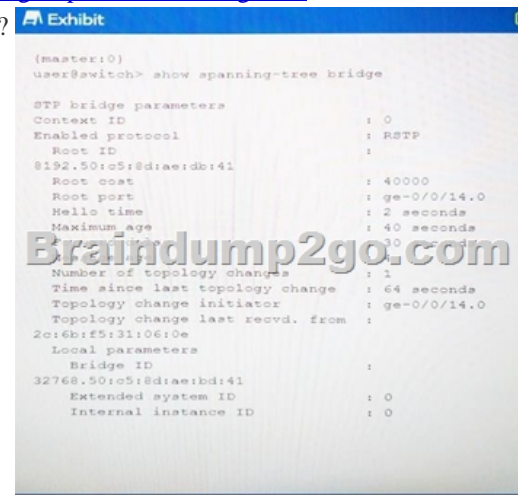 ?
Exhibit
{master:0}
user@switch> show spanning-tree bridge
STP bridge parameters
Context ID : 0
Enabled protocol : RSTP
Root ID :
8192.50:c5:8d:ae:db:41
Root cost : 40000
Root port : ge-0/0/14.0
Hello time : 2 seconds
Maximum age : 40 seconds
: 30
Braindump2go.com
Number of topology changes : 1
Time since last topology change : 64 seconds
Topology change initiator : ge-0/0/14.0
Topology change last recvd. from :
2c:6b:f5:31:06:0e
Local parameters
Bridge ID :
32768.50:c5:8d:ae:bd:41
Extended system ID : 0
Internal instance ID : 0